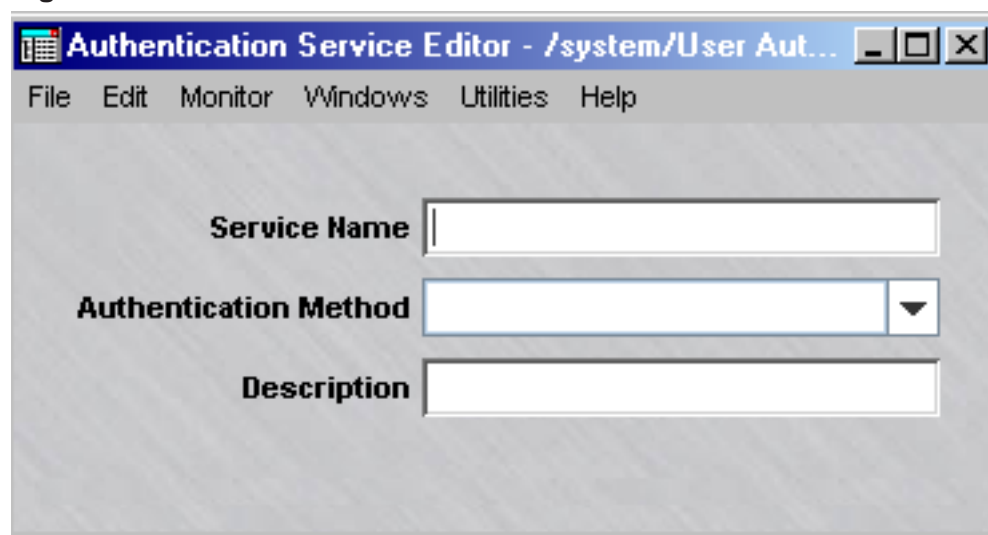 Authentication Service Editor - /system/User Aut...
File Edit Monitor Windows Utilities Help
Service Name
Authentication Method
Description